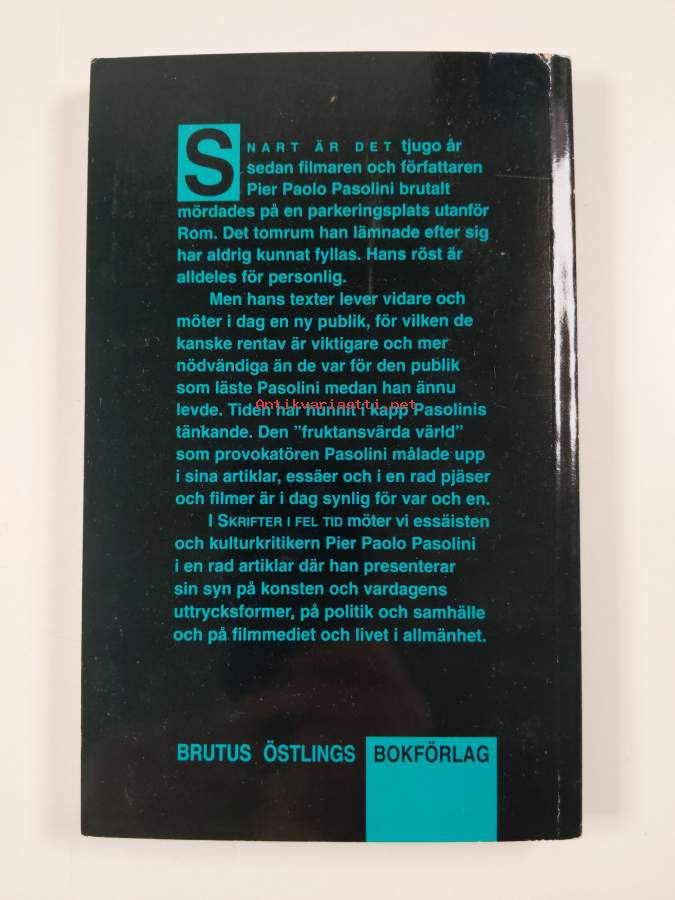 SNART ÄR DET tjugo år
sedan filmaren och författaren
Pier Paolo Pasolini brutalt
mördades på en parkeringsplats utanför
Rom. Det tomrum han lämnade efter sig
har aldrig kunnat fyllas. Hans röst är
alldeles för personlig.
Men hans texter lever vidare och
möter i dag en ny publik, för vilken de
kanske rentav är viktigare och mer
nödvändiga än de var för den publik
som läste Pasolini medan han ännu
levde. Tiden har hunnit i kapp Pasolinis
Antikvariaatti.net
tänkande. Den ”fruktansvärda värld”
som provokatören Pasolini målade upp
i sina artiklar, essäer och i en rad pjäser
och filmer är i dag synlig för var och en.
I SKRIFTER I FEL TID möter vi essäisten
och kulturkritikern Pier Paolo Pasolini
i en rad artiklar där han presenterar
sin syn på konsten och vardagens
uttrycksformer, på politik och samhälle
och på filmmediet och livet i allmänhet.
BRUTUS ÖSTLINGS BOKFÖRLAG